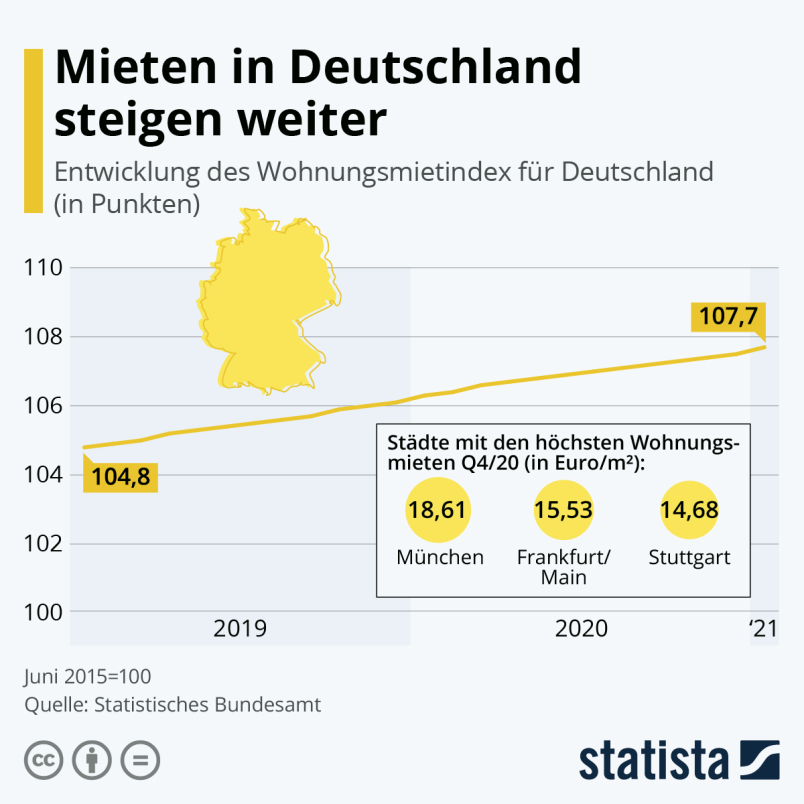 Mieten in Deutschland
steigen weiter
Entwicklung des Wohnungsmietindex für Deutschland
(in Punkten)
110
108
106
104
102
100
107,7
104,8
Städte mit den höchsten Wohnungs-
mieten Q4/20 (in Euro/m²):
18,61
15,53
14,68
München
Frankfurt/
Main
Stuttgart
2019
2020
‘21
Juni 2015=100
Quelle: Statistisches Bundesamt
cc
=
statista